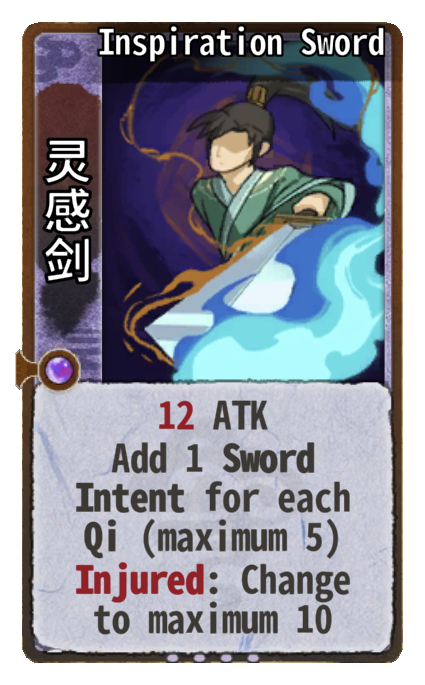 Inspiration Sword
灵感剑
12 ATK
Add 1 Sword
Intent for each
Qi (maximum 5)
Injured: Change
to maximum 10